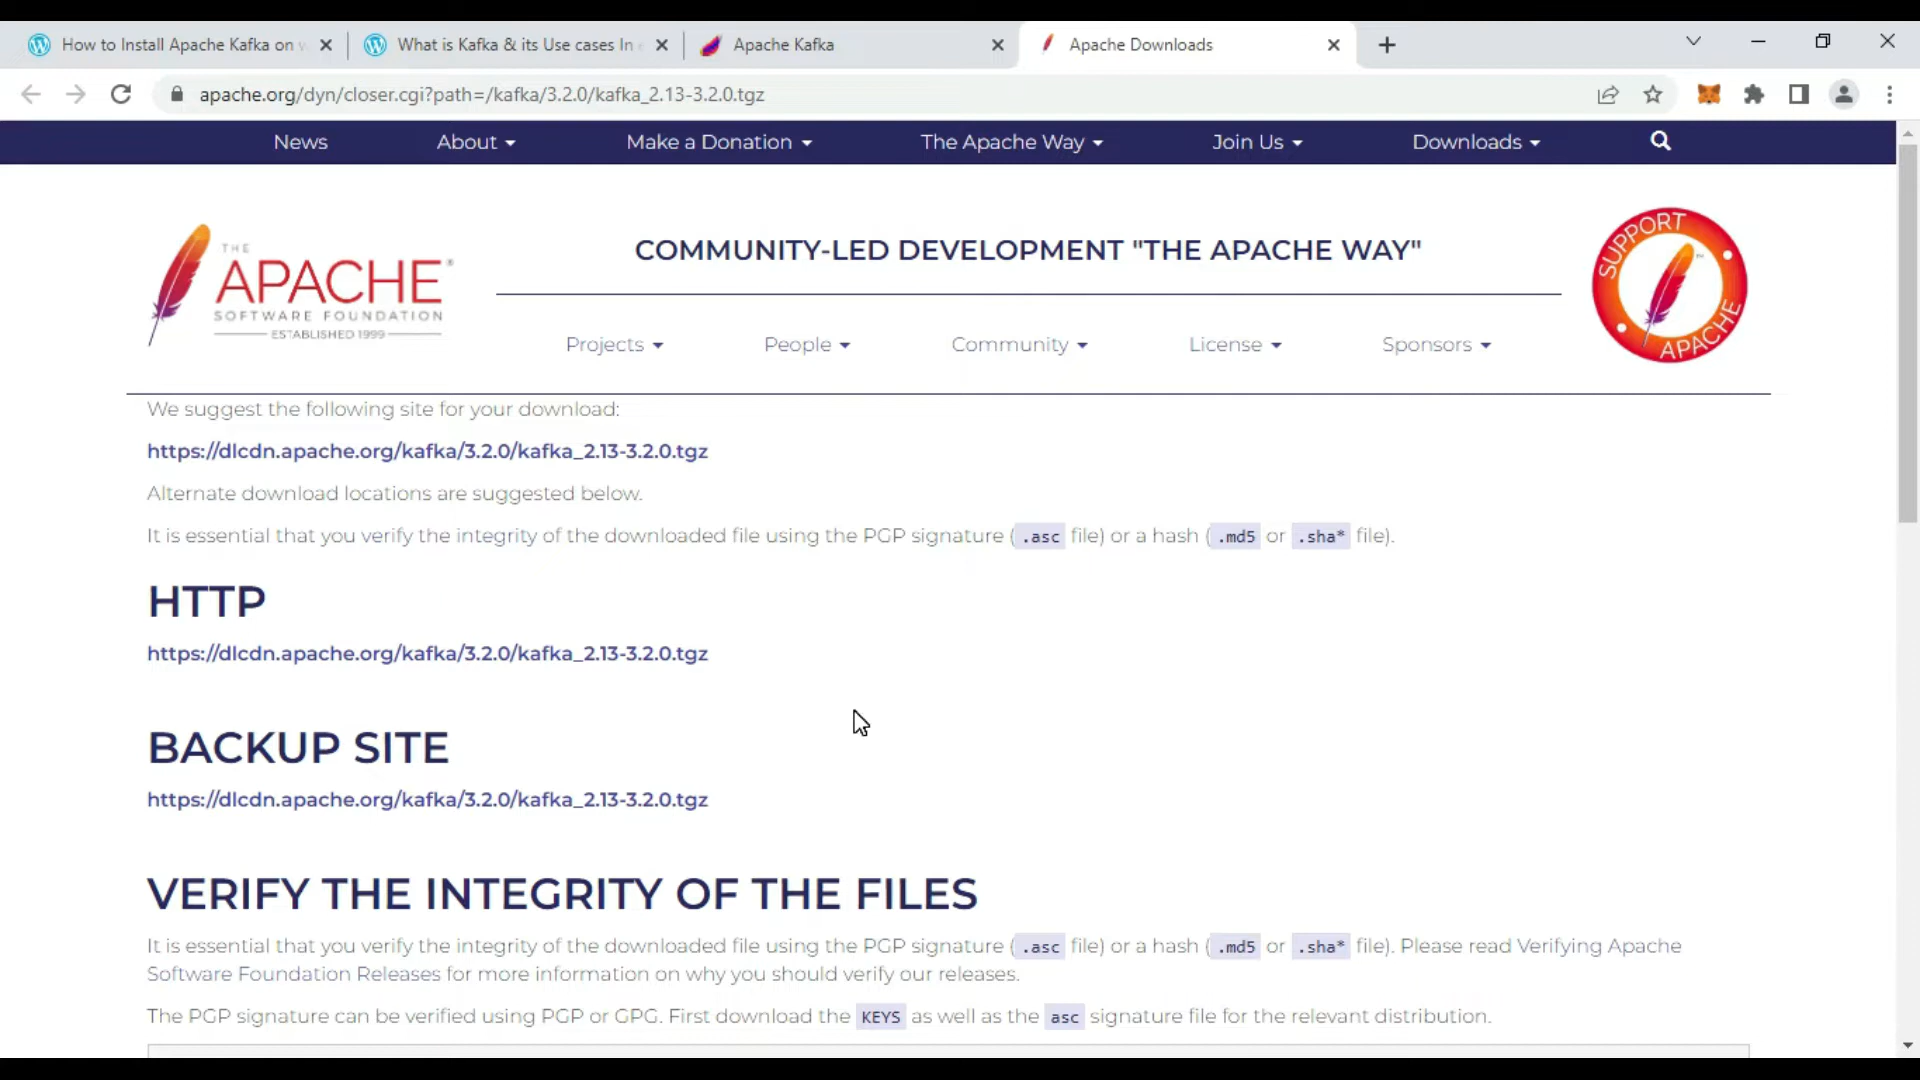 How to Install Apache Kafka on
What is Kafka & its Use cases In
Apache Kafka
Apache Downloads
apache.org/dyn/closer.cgi?path=/kafka/3.2.0/kafka_2.13-3.2.0.tgz
News
About
Make a Donation
The Apache Way
Join Us
Downloads
THE
APACHE®
SOFTWARE FOUNDATION
ESTABLISHED 1999
COMMUNITY-LED DEVELOPMENT "THE APACHE WAY"
Projects
People
Community
License
Sponsors
SUPPORT
APACHE
We suggest the following site for your download:
https://dlcdn.apache.org/kafka/3.2.0/kafka_2.13-3.2.0.tgz
Alternate download locations are suggested below.
It is essential that you verify the integrity of the downloaded file using the PGP signature ( .asc file) or a hash ( .md5 or .sha* file).
HTTP
https://dlcdn.apache.org/kafka/3.2.0/kafka_2.13-3.2.0.tgz
BACKUP SITE
https://dlcdn.apache.org/kafka/3.2.0/kafka_2.13-3.2.0.tgz
VERIFY THE INTEGRITY OF THE FILES
It is essential that you verify the integrity of the downloaded file using the PGP signature ( .asc file) or a hash ( .md5 or .sha* file). Please read Verifying Apache
Software Foundation Releases for more information on why you should verify our releases.
The PGP signature can be verified using PGP or GPG. First download the KEYS as well as the asc signature file for the relevant distribution.